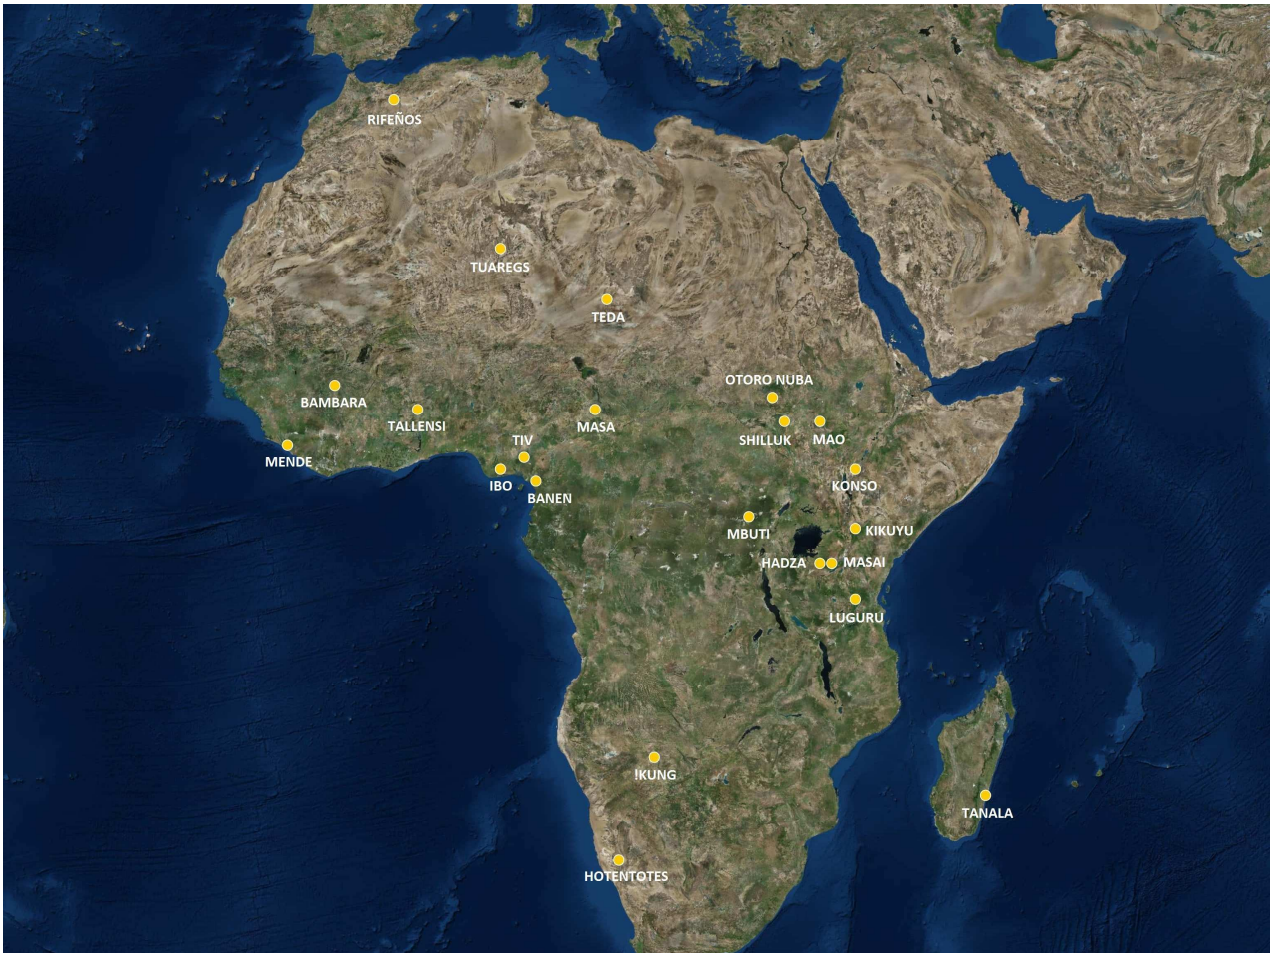 RIFEÑOS
TUAREGS
TEDA
OTORO NUBA
BAMBARA
TALLENSI
MASA
SHILLUK
MAO
TIV
MENDE
IBO
KONSO
BANEN
MBUTI
KIKUYU
HADZA
MASAI
LUGURU
!KUNG
TANALA
HOTENTOTES